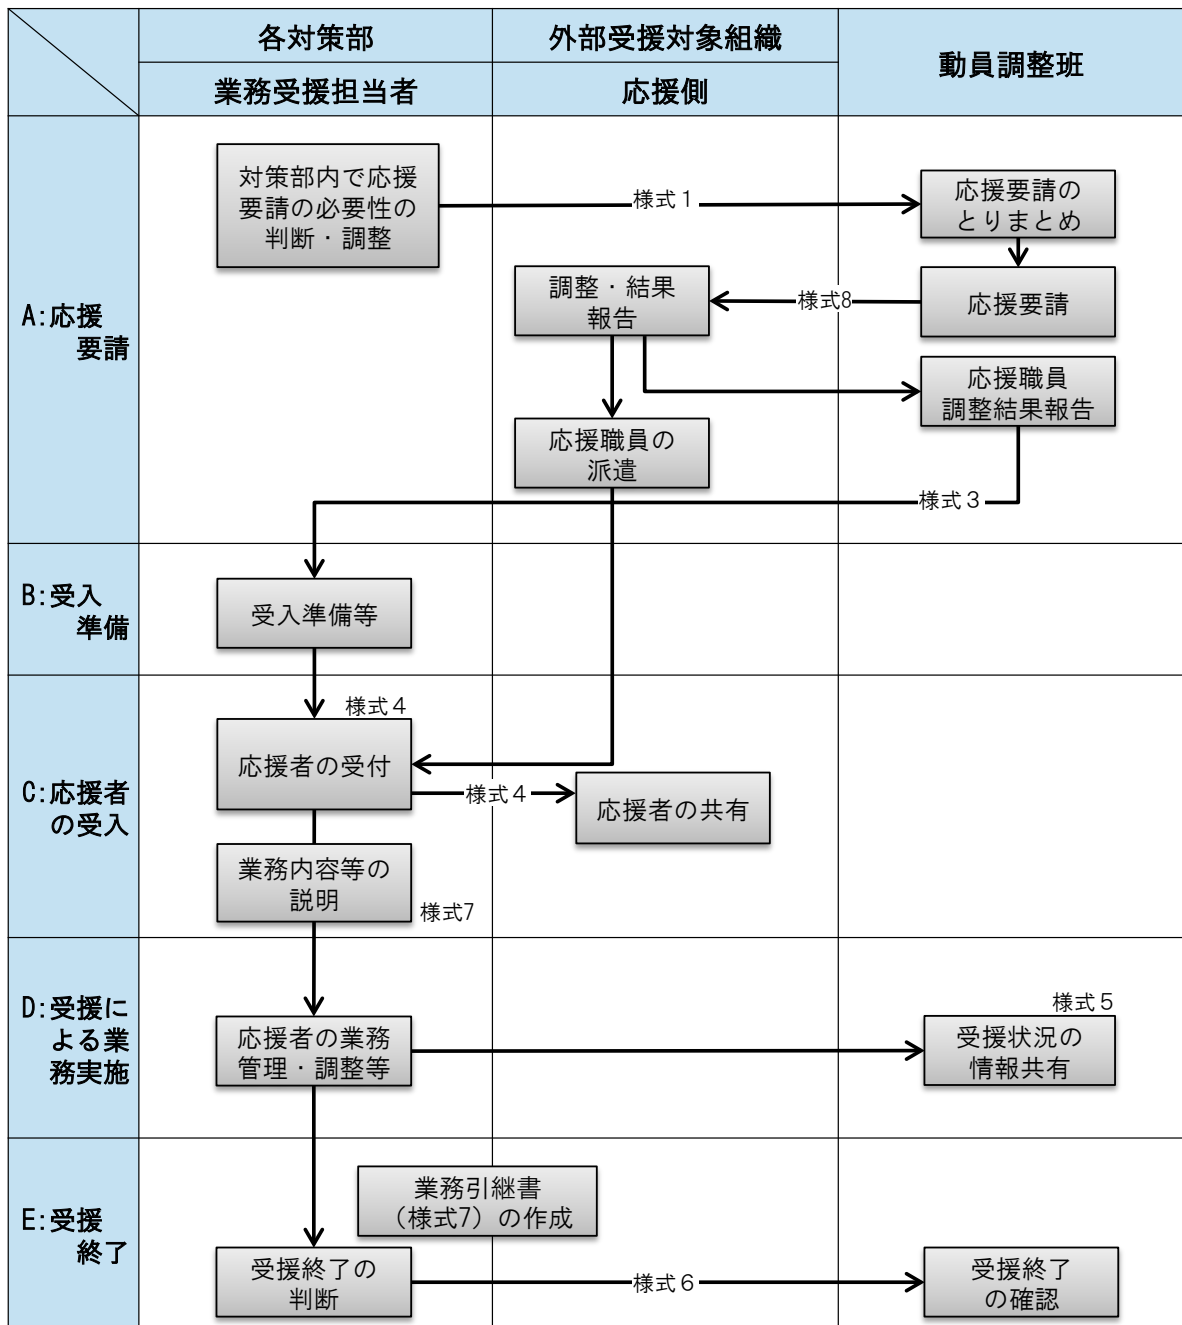 各対策部
外部受援対象組織
動員調整班
業務受援担当者
応援側
A:応援
要請
対策部内で応援
要請の必要性の
判断・調整
様式１
応援要請の
とりまとめ
調整・結果
報告
様式8
応援要請
応援職員
調整結果報告
応援職員の
派遣
様式３
B:受入
準備
受入準備等
C:応援者
の受入
様式４
応援者の受付
様式４
応援者の共有
業務内容等の
説明
様式7
D:受援に
よる業
務実施
応援者の業務
管理・調整等
様式５
受援状況の
情報共有
E:受援
終了
業務引継書
（様式7）の作成
受援終了の
判断
様式６
受援終了
の確認